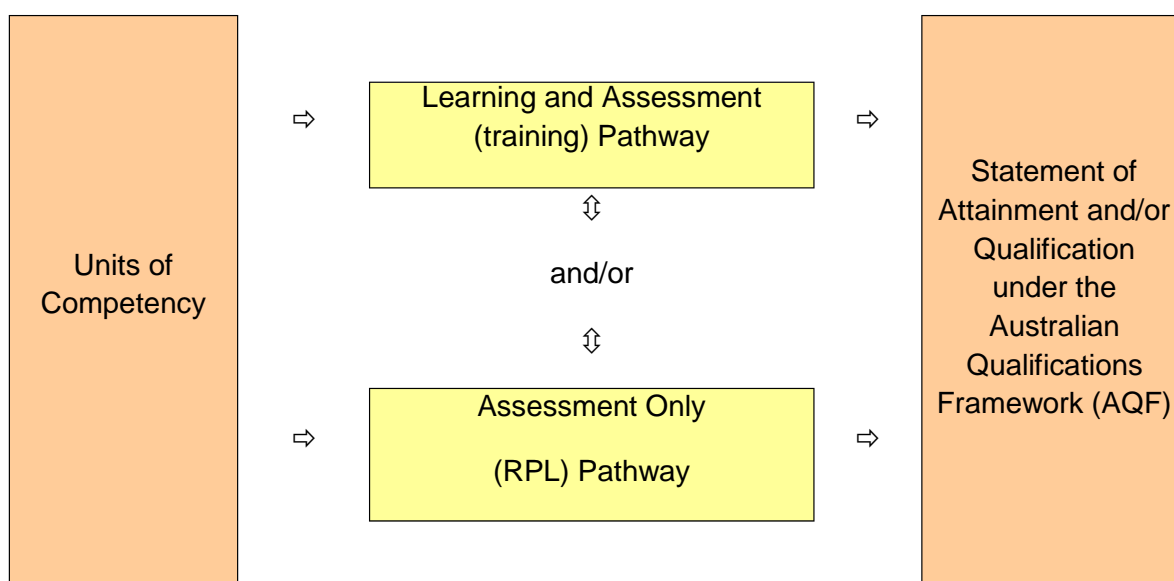 Units of
Competency
⇨
Learning and Assessment
(training) Pathway
⇨
⇳
and/or
⇳
⇨
Assessment Only
(RPL) Pathway
⇨
Statement of
Attainment and/or
Qualification
under the
Australian
Qualifications
Framework (AQF)